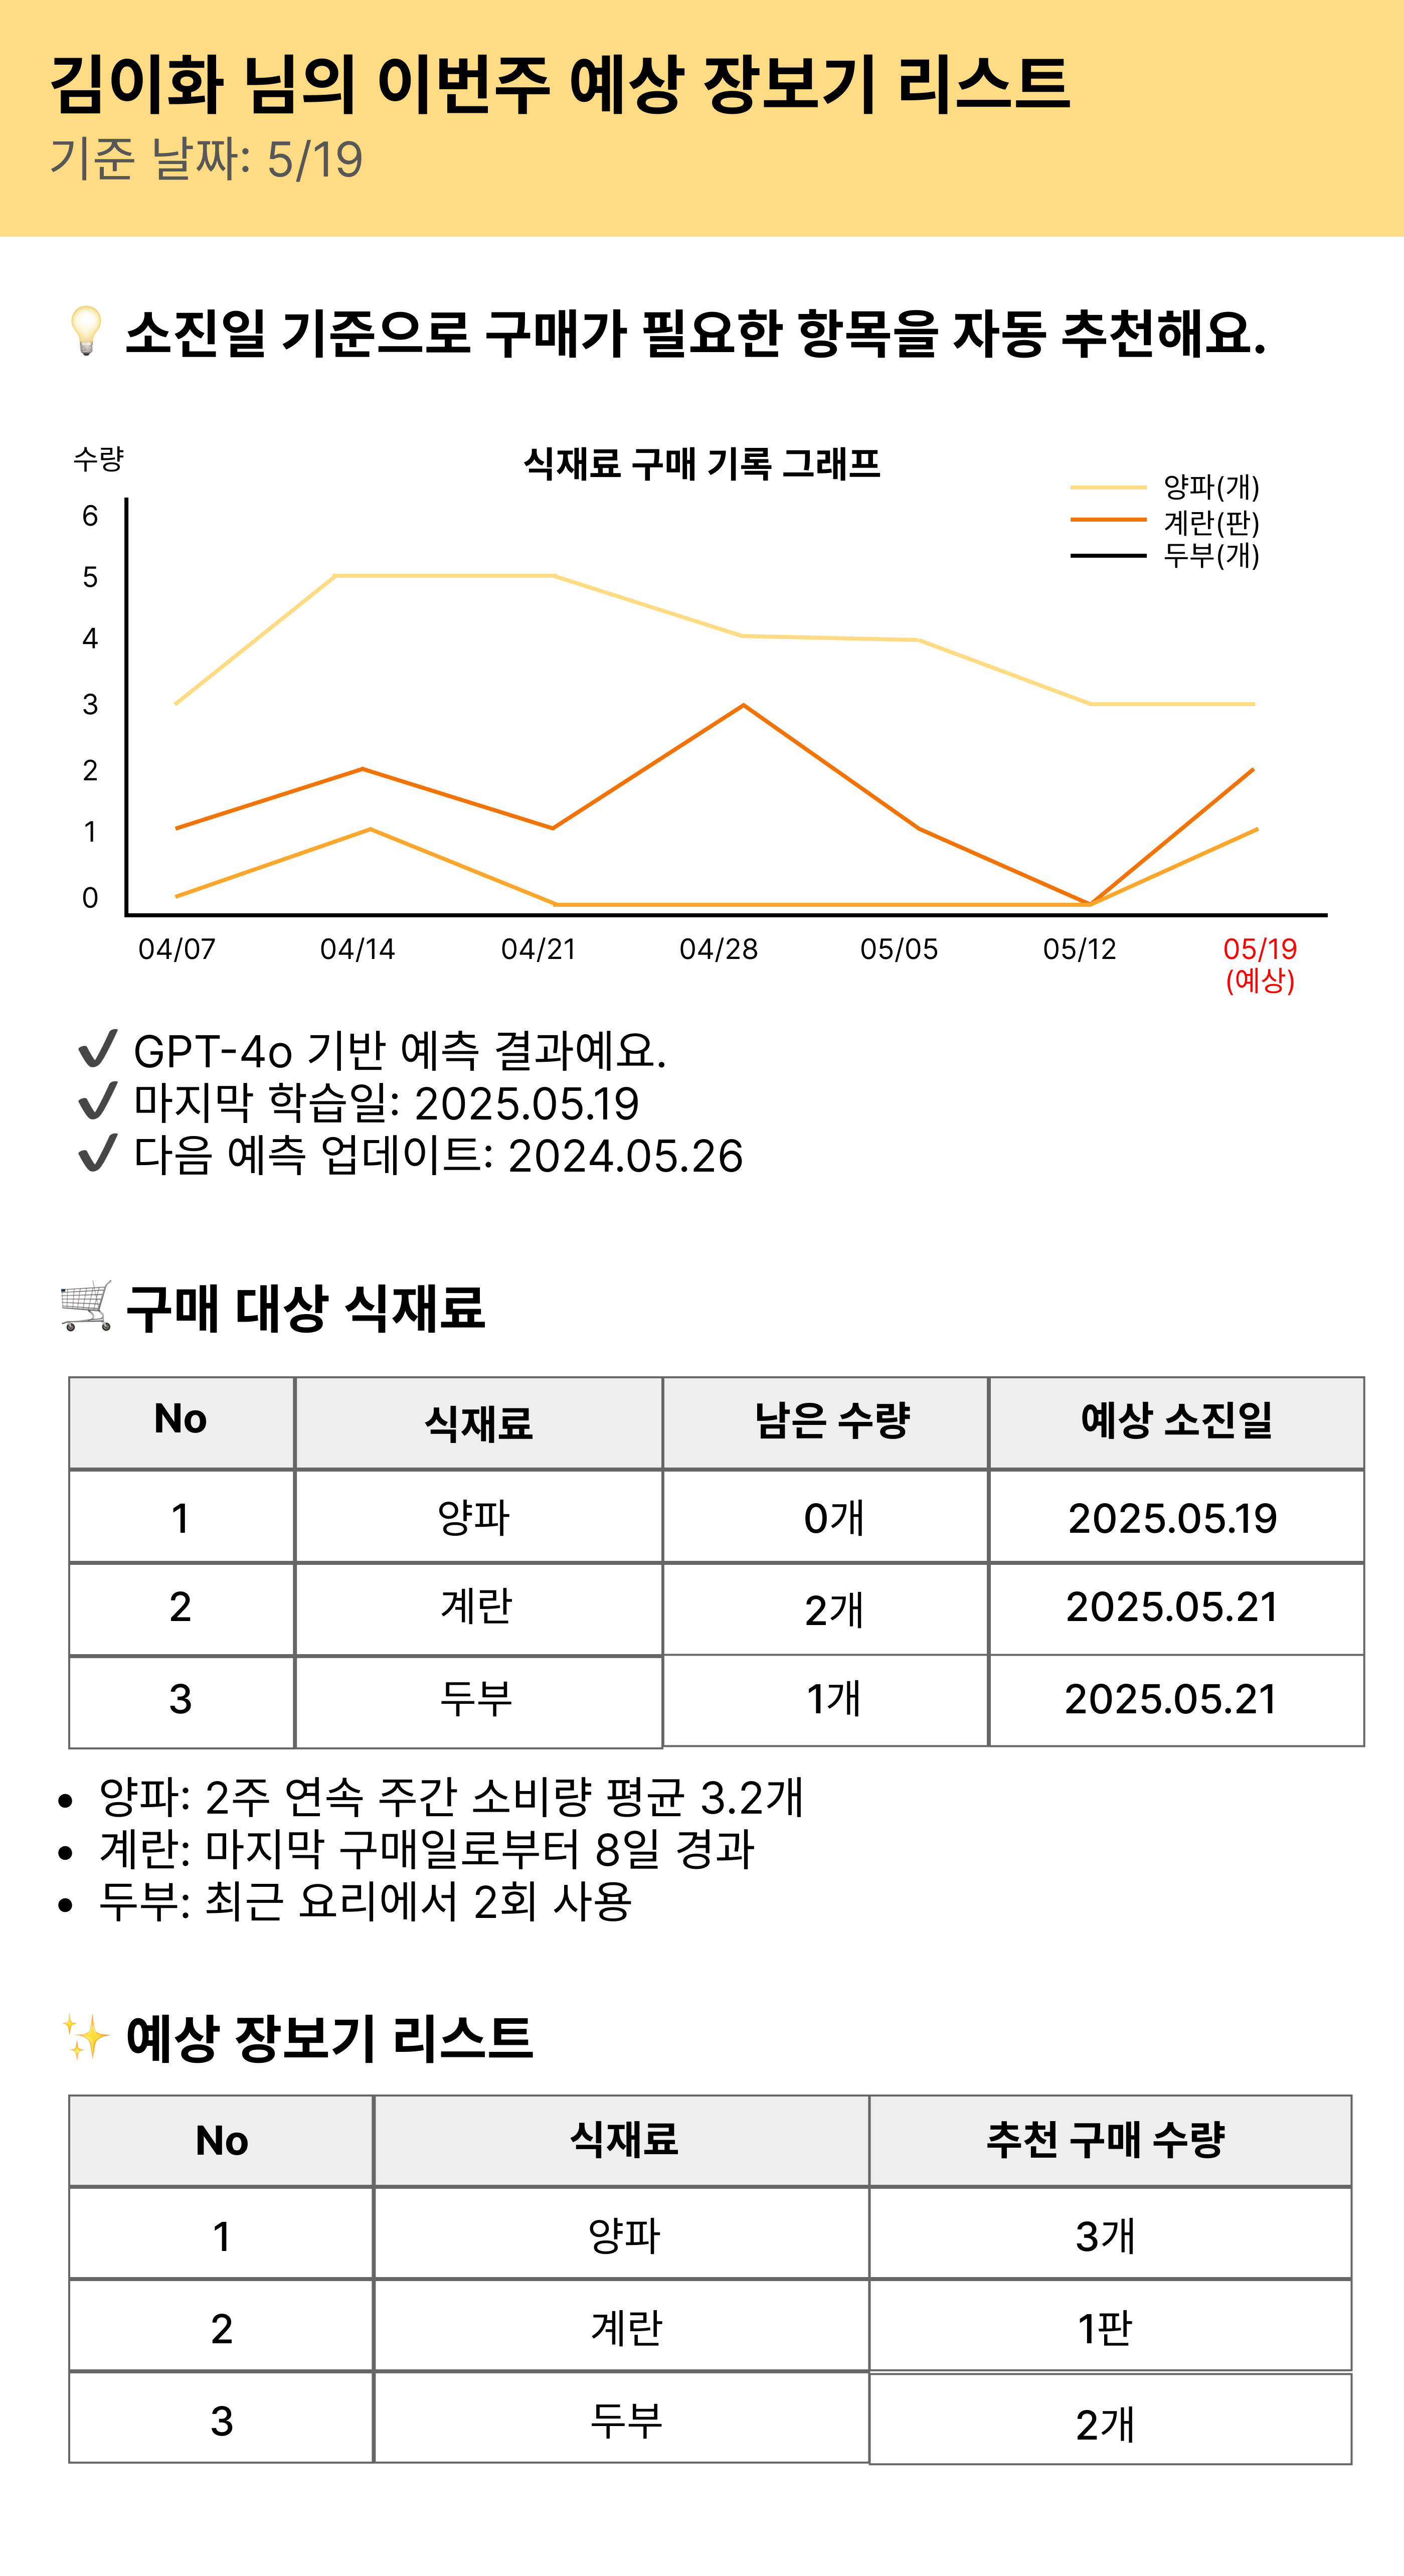 김이화 님의 이번주 예상 장보기 리스트
기준 날짜: 5/19
💡 소진일 기준으로 구매가 필요한 항목을 자동 추천해요.
수량
식재료 구매 기록 그래프
양파(개)
계란(판)
두부(개)
6
5
4
3
2
1
0
04/07 04/14 04/21 04/28 05/05 05/12 05/19
(예상)
✔ GPT-4o 기반 예측 결과예요.
✔ 마지막 학습일: 2025.05.19
✔ 다음 예측 업데이트: 2024.05.26
🛒 구매 대상 식재료
No 식재료 남은 수량 예상 소진일
1 양파 0개 2025.05.19
2 계란 2개 2025.05.21
3 두부 1개 2025.05.21
• 양파: 2주 연속 주간 소비량 평균 3.2개
• 계란: 마지막 구매일로부터 8일 경과
• 두부: 최근 요리에서 2회 사용
✨ 예상 장보기 리스트
No 식재료 추천 구매 수량
1 양파 3개
2 계란 1판
3 두부 2개